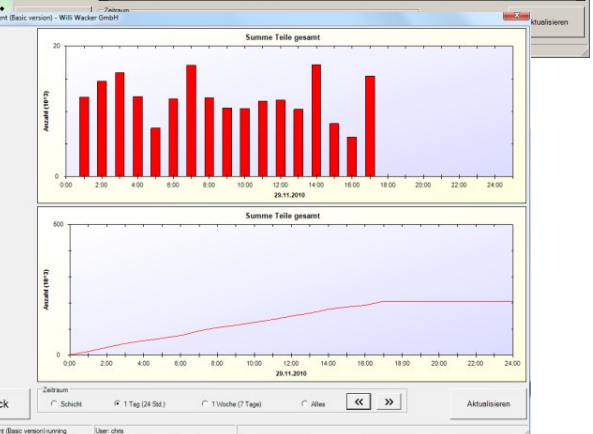 Zeitraum
ktualisieren
ent (Basic version) - Willi Wacker GmbH
Summe Teile gesamt
20
Anzahl (10^3)
0
0:00 2:00 4:00 6:00 8:00 10:00 12:00 14:00 16:00 18:00 20:00 22:00 24:00
29.11.2010
Summe Teile gesamt
600
Anzahl (10^3)
0
0:00 2:00 4:00 6:00 8:00 10:00 12:00 14:00 16:00 18:00 20:00 22:00 24:00
29.11.2010
Zeitraum
ck Schicht 1 Tag (24 Std.) 1 Woche (7 Tage) Alles << >> Aktualisieren
nt (Basic version) running User: chris